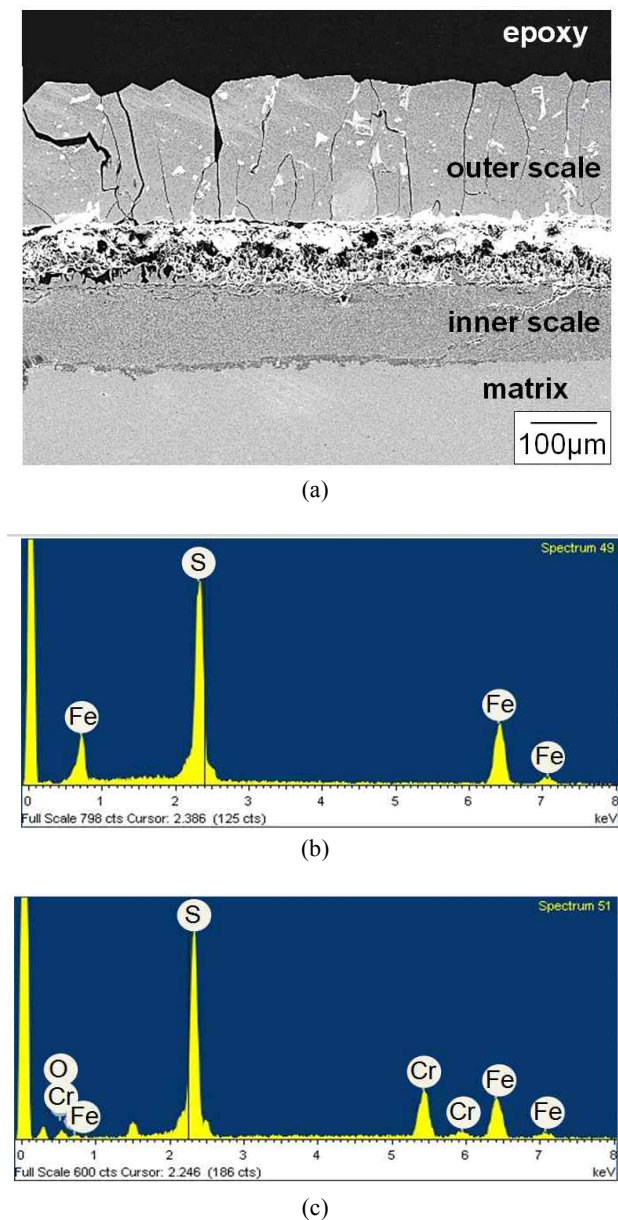 epoxy
outer scale
inner scale
matrix
100μm
(a)
Spectrum 49
S
Fe
Fe
Fe
0 1 2 3 4 5 6 7 8
Full Scale 798 cts Cursor: 2.386 (125 cts) keV
(b)
Spectrum 51
S
O
Cr
Fe
Cr
Cr
Fe
Fe
0 1 2 3 4 5 6 7 8
Full Scale 600 cts Cursor: 2.246 (186 cts) keV
(c)